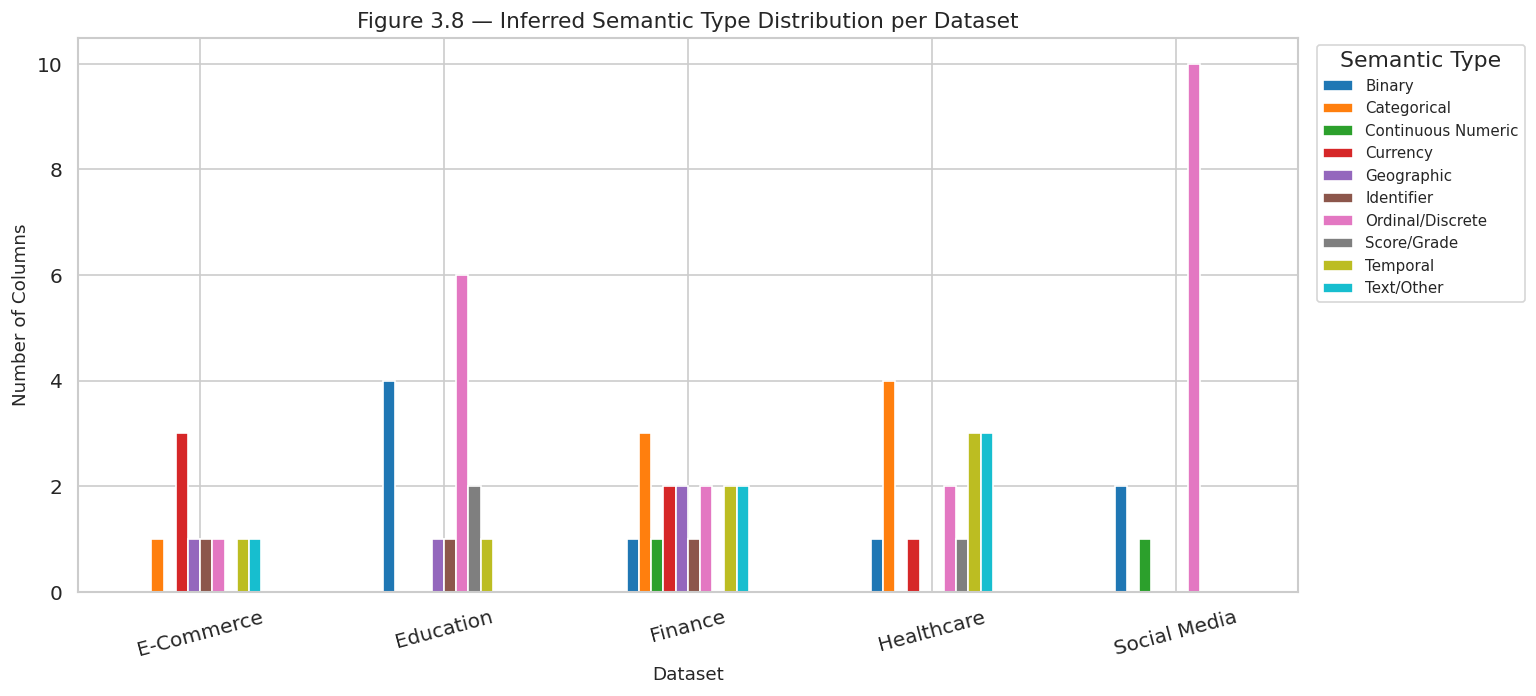 Figure 3.8 — Inferred Semantic Type Distribution per Dataset
Number of Columns
10
8
6
4
2
0
E-Commerce
Education
Finance
Healthcare
Social Media
Dataset
Semantic Type
Binary
Categorical
Continuous Numeric
Currency
Geographic
Identifier
Ordinal/Discrete
Score/Grade
Temporal
Text/Other